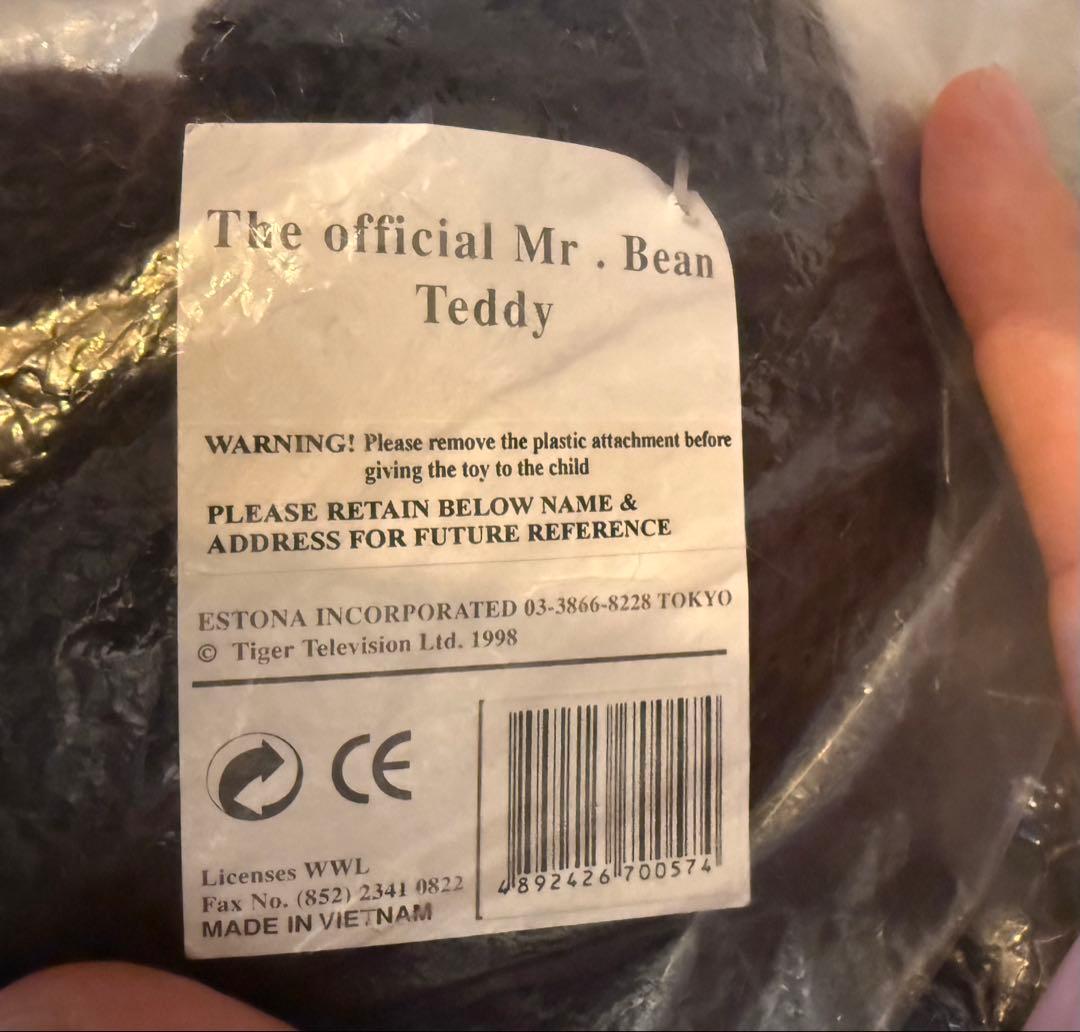 The official Mr . Bean
Teddy
WARNING! Please remove the plastic attachment before
giving the toy to the child
PLEASE RETAIN BELOW NAME &
ADDRESS FOR FUTURE REFERENCE
ESTONA INCORPORATED 03-3866-8228 TOKYO
© Tiger Television Ltd. 1998
CE
Licenses WWL
Fax No. (852) 2341 0822
MADE IN VIETNAM
4892426700574